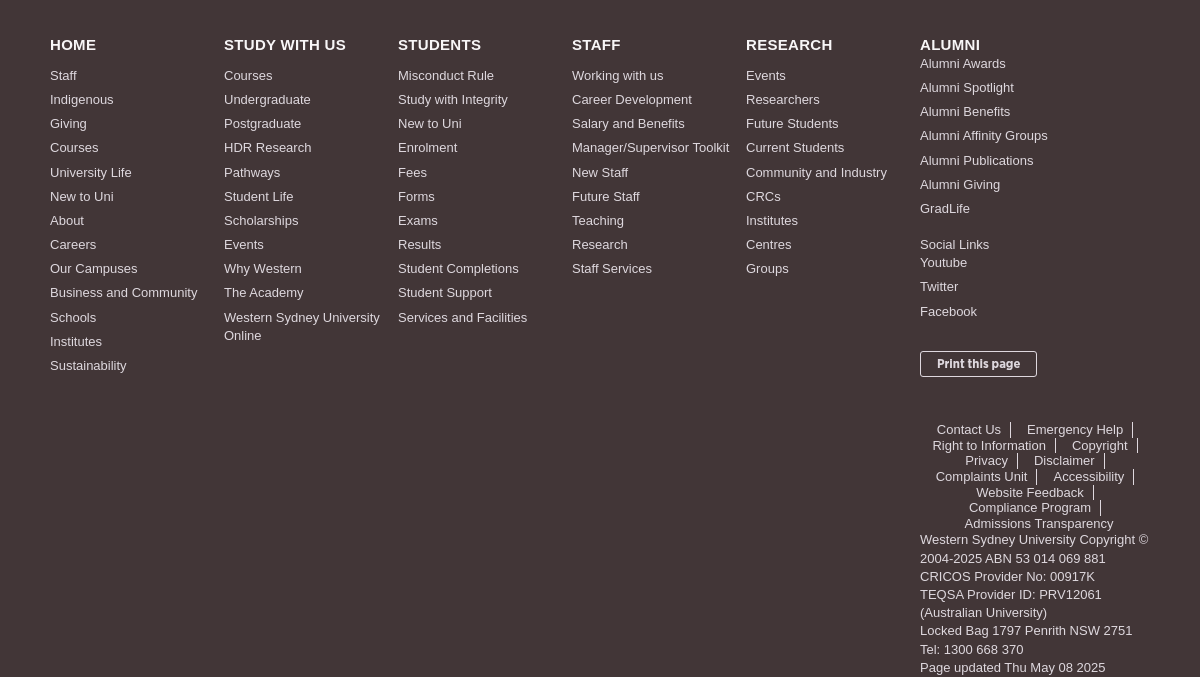 HOME
Staff
Indigenous
Giving
Courses
University Life
New to Uni
About
Careers
Our Campuses
Business and Community
Schools
Institutes
Sustainability
STUDY WITH US
Courses
Undergraduate
Postgraduate
HDR Research
Pathways
Student Life
Scholarships
Events
Why Western
The Academy
Western Sydney University
Online
STUDENTS
Misconduct Rule
Study with Integrity
New to Uni
Enrolment
Fees
Forms
Exams
Results
Student Completions
Student Support
Services and Facilities
STAFF
Working with us
Career Development
Salary and Benefits
Manager/Supervisor Toolkit
New Staff
Future Staff
Teaching
Research
Staff Services
RESEARCH
Events
Researchers
Future Students
Current Students
Community and Industry
CRCs
Institutes
Centres
Groups
ALUMNI
Alumni Awards
Alumni Spotlight
Alumni Benefits
Alumni Affinity Groups
Alumni Publications
Alumni Giving
GradLife
Social Links
Youtube
Twitter
Facebook
Print this page
Contact Us | Emergency Help |
Right to Information | Copyright |
Privacy | Disclaimer |
Complaints Unit | Accessibility |
Website Feedback |
Compliance Program |
Admissions Transparency
Western Sydney University Copyright ©
2004-2025 ABN 53 014 069 881
CRICOS Provider No: 00917K
TEQSA Provider ID: PRV12061
(Australian University)
Locked Bag 1797 Penrith NSW 2751
Tel: 1300 668 370
Page updated Thu May 08 2025